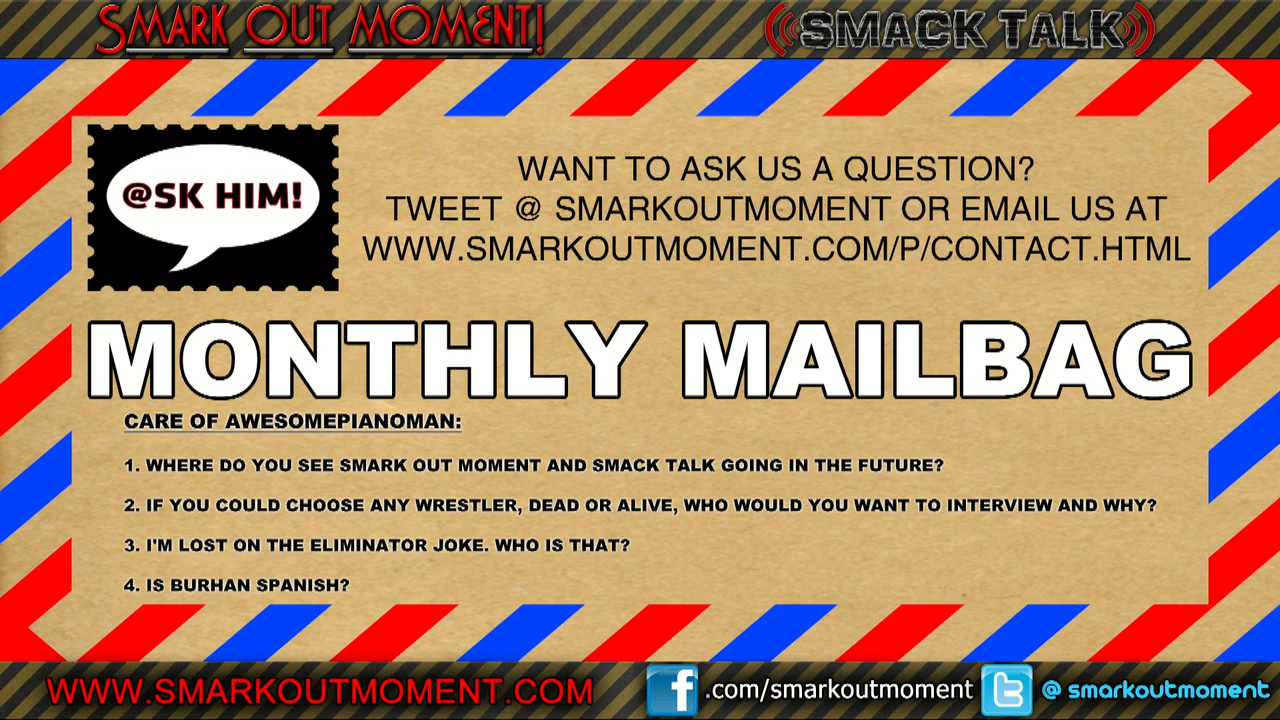 SMARK OUT MOMENT!
SMACK TALK
@SK HIM!
WANT TO ASK US A QUESTION?
TWEET @ SMARKOUTMOMENT OR EMAIL US AT
WWW.SMARKOUTMOMENT.COM/P/CONTACT.HTML
MONTHLY MAILBAG
CARE OF AWESOMEPIANOMAN:
1. WHERE DO YOU SEE SMARK OUT MOMENT AND SMACK TALK GOING IN THE FUTURE?
2. IF YOU COULD CHOOSE ANY WRESTLER, DEAD OR ALIVE, WHO WOULD YOU WANT TO INTERVIEW AND WHY?
3. I'M LOST ON THE ELIMINATOR JOKE. WHO IS THAT?
4. IS BURHAN SPANISH?
WWW.SMARKOUTMOMENT.COM
f .com/smarkoutmoment
t @ smarkoutmoment